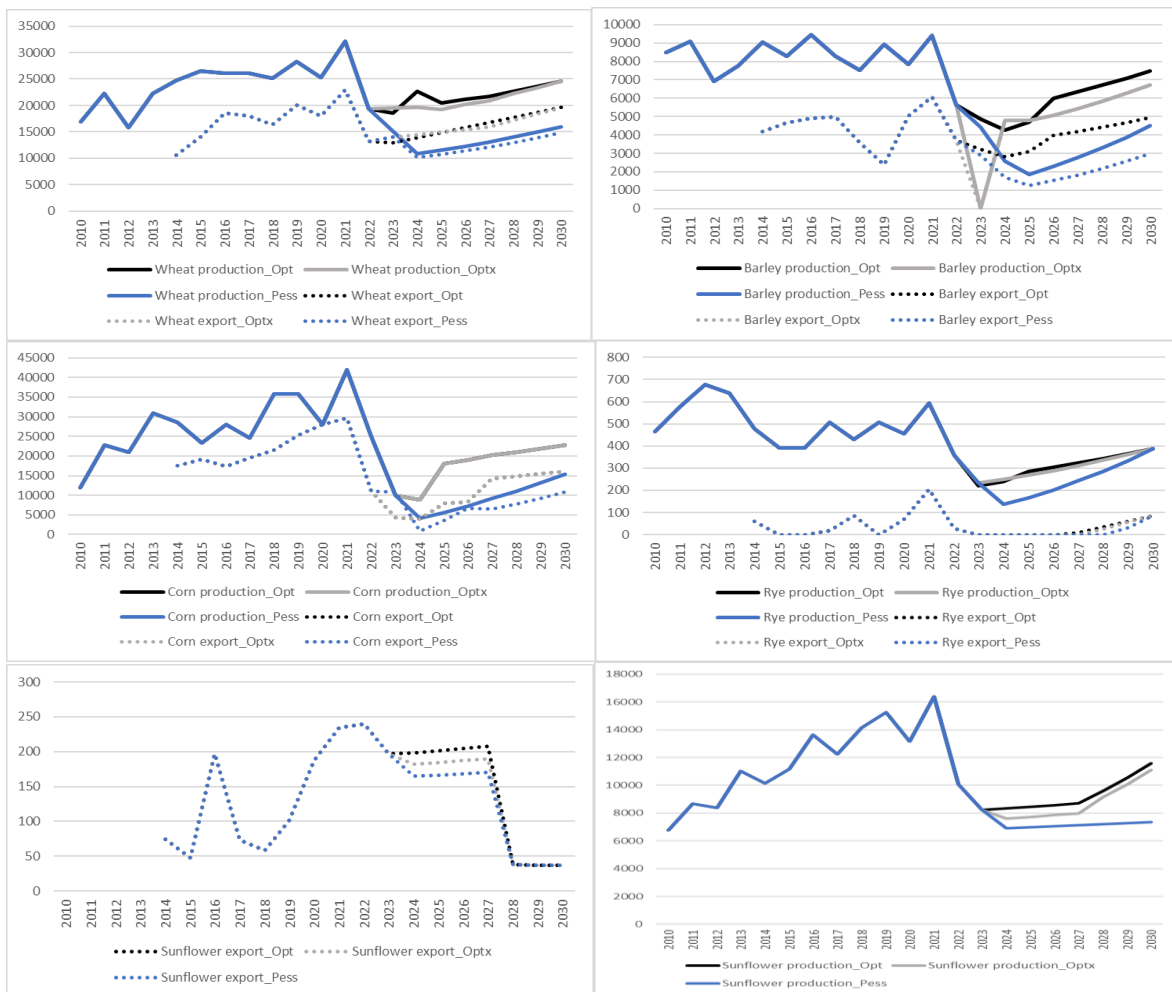 35000
30000
25000
20000
15000
10000
5000
0
2010 2011 2012 2013 2014 2015 2016 2017 2018 2019 2020 2021 2022 2023 2024 2025 2026 2027 2028 2029 2030
Wheat production_Opt Wheat production_Optx
Wheat production_Pess Wheat export_Opt
Wheat export_Optx Wheat export_Pess
10000
9000
8000
7000
6000
5000
4000
3000
2000
1000
0
2010 2011 2012 2013 2014 2015 2016 2017 2018 2019 2020 2021 2022 2023 2024 2025 2026 2027 2028 2029 2030
Barley production_Opt Barley production_Optx
Barley production_Pess Barley export_Opt
Barley export_Optx Barley export_Pess
45000
40000
35000
30000
25000
20000
15000
10000
5000
0
2010 2011 2012 2013 2014 2015 2016 2017 2018 2019 2020 2021 2022 2023 2024 2025 2026 2027 2028 2029 2030
Corn production_Opt Corn production_Optx
Corn production_Pess Corn export_Opt
Corn export_Optx Corn export_Pess
800
700
600
500
400
300
200
100
0
2010 2011 2012 2013 2014 2015 2016 2017 2018 2019 2020 2021 2022 2023 2024 2025 2026 2027 2028 2029 2030
Rye production_Opt Rye production_Optx
Rye production_Pess Rye export_Opt
Rye export_Optx Rye export_Pess
300
250
200
150
100
50
0
2010 2011 2012 2013 2014 2015 2016 2017 2018 2019 2020 2021 2022 2023 2024 2025 2026 2027 2028 2029 2030
Sunflower export_Opt Sunflower export_Optx
Sunflower export_Pess
18000
16000
14000
12000
10000
8000
6000
4000
2000
0
2010 2011 2012 2013 2014 2015 2016 2017 2018 2019 2020 2021 2022 2023 2024 2025 2026 2027 2028 2029 2030
Sunflower production_Opt Sunflower production_Optx
Sunflower production_Pess